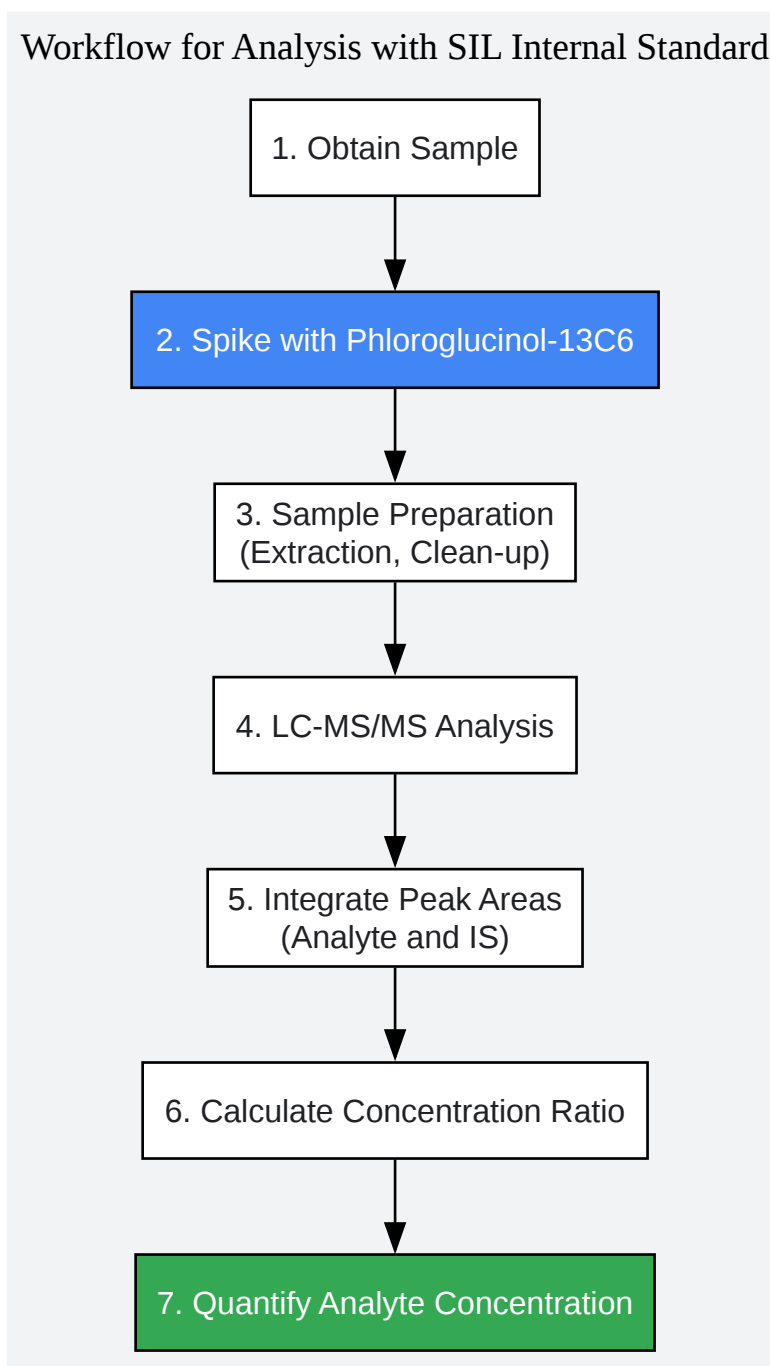 Workflow for Analysis with SIL Internal Standard
1. Obtain Sample
2. Spike with Phloroglucinol-13C6
3. Sample Preparation
(Extraction, Clean-up)
4. LC-MS/MS Analysis
5. Integrate Peak Areas
(Analyte and IS)
6. Calculate Concentration Ratio
7. Quantify Analyte Concentration